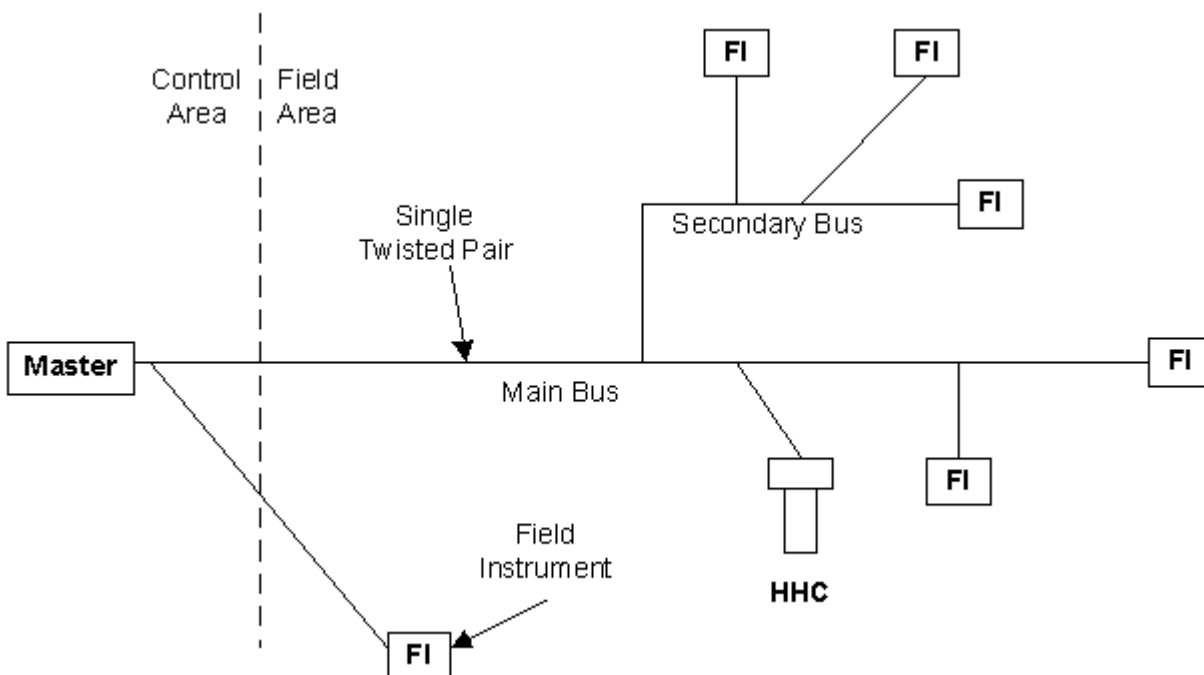 FI
FI
Control
Area
Field
Area
FI
Single
Twisted Pair
Secondary Bus
Master
FI
Main Bus
FI
Field
Instrument
HHC
FI